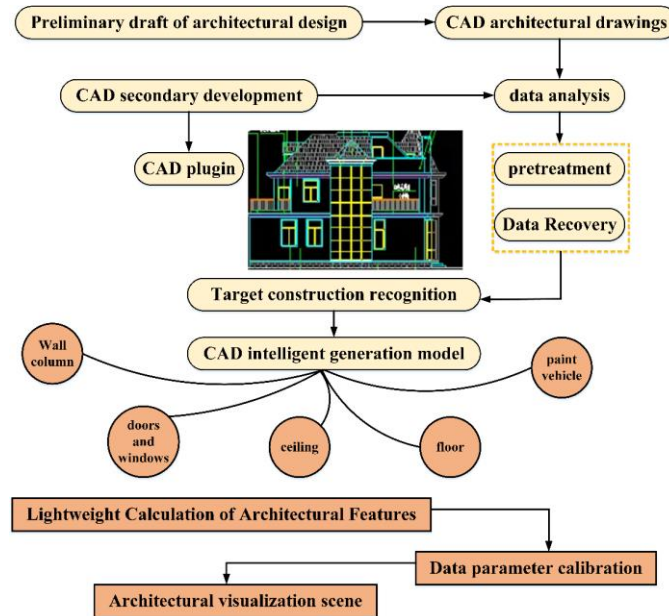 Preliminary draft of architectural design
CAD architectural drawings
CAD secondary development
data analysis
CAD plugin
pretreatment
Data Recovery
Target construction recognition
CAD intelligent generation model
Wall
column
paint
vehicle
doors
and
windows
ceiling
floor
Lightweight Calculation of Architectural Features
Data parameter calibration
Architectural visualization scene